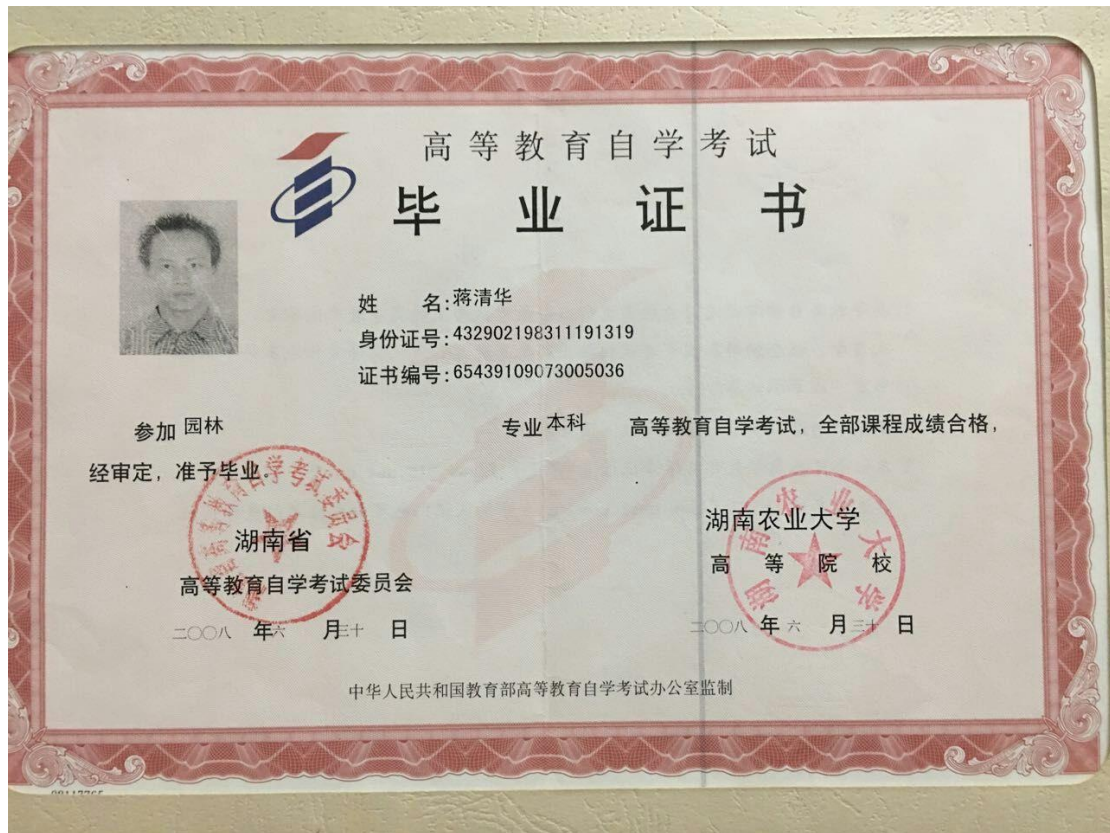 高等教育自学考试
毕业证书
姓 名:蒋清华
身份证号:432902198311191319
证书编号:65439109073005036
参加 园林 专业 本科 高等教育自学考试，全部课程成绩合格，
经审定，准予毕业。
湖南省
高等教育自学考试委员会
二〇〇八 年 六 月 三十 日
湖南农业大学
高等院校
二〇〇八 年 六 月 三十 日
湖南农业大学
中华人民共和国教育部高等教育自学考试办公室监制